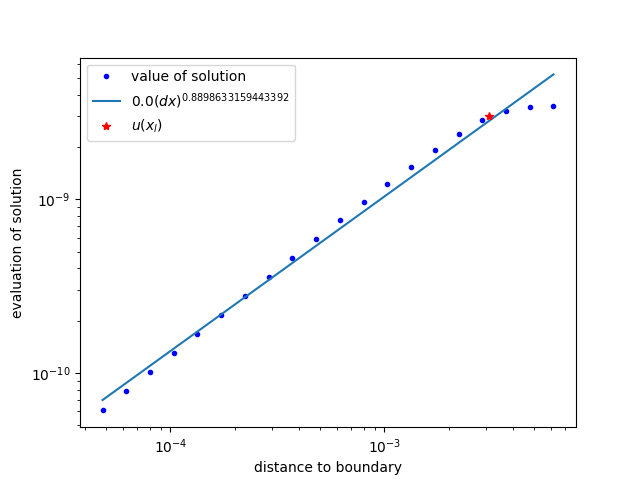 value of solution
0.0(dx)^0.8898633159443392
u(x_l)
evaluation of solution
10^-9
10^-10
10^-4
10^-3
distance to boundary